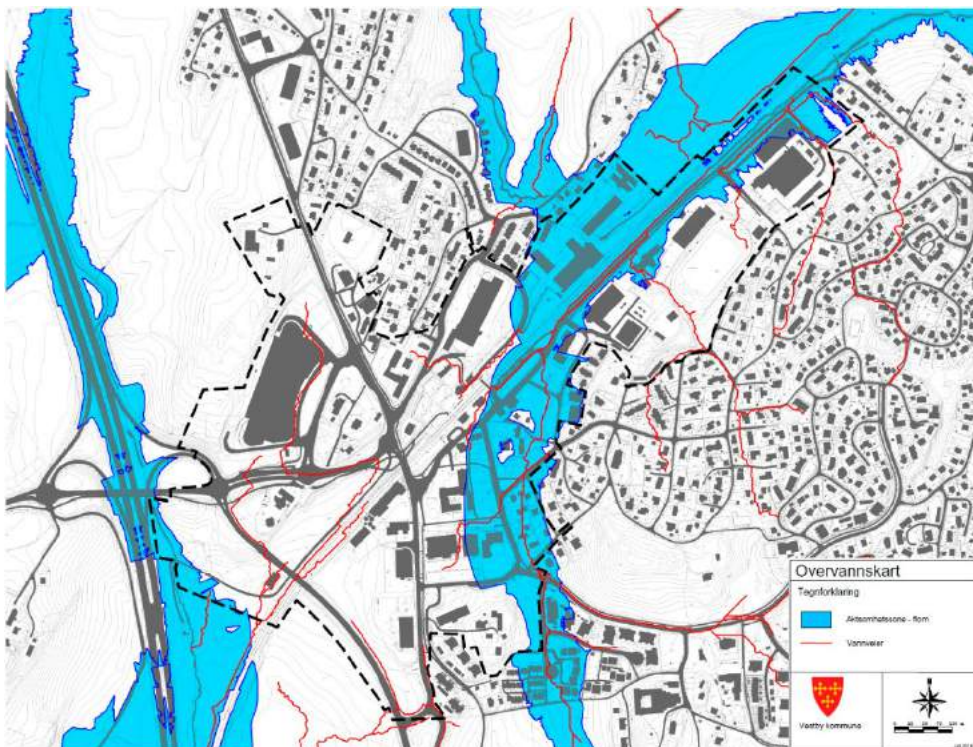 Overvannskart
Tegnforklaring
Aktsomhetssone - flom
Vannveier
Vestby kommune
N